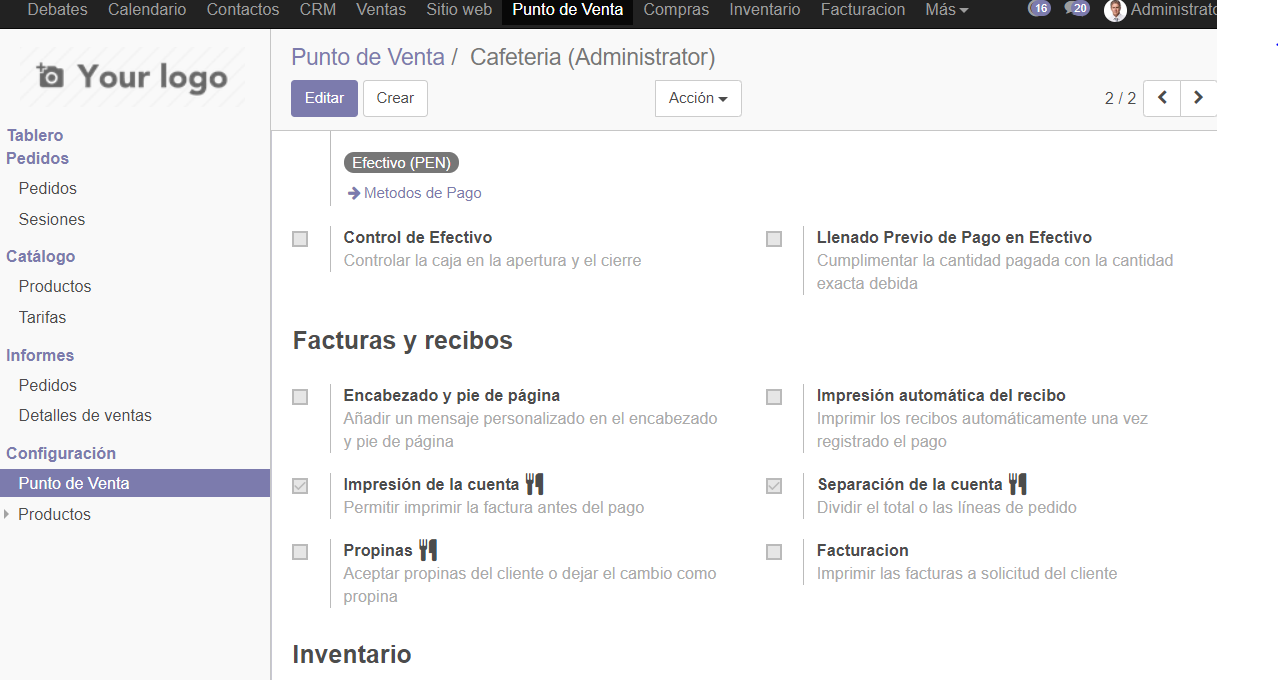 Debates Calendario Contactos CRM Ventas Sitio web Punto de Venta Compras Inventario Facturacion Más 16 20 Administrato
Your logo
Punto de Venta / Cafeteria (Administrator)
Editar Crear Acción 2 / 2
Tablero
Pedidos
Pedidos
Sesiones
Catálogo
Productos
Tarifas
Informes
Pedidos
Detalles de ventas
Configuración
Punto de Venta
Productos
Efectivo (PEN)
Metodos de Pago
Control de Efectivo
Controlar la caja en la apertura y el cierre
Llenado Previo de Pago en Efectivo
Cumplimentar la cantidad pagada con la cantidad
exacta debida
Facturas y recibos
Encabezado y pie de página
Añadir un mensaje personalizado en el encabezado
y pie de página
Impresión automática del recibo
Imprimir los recibos automáticamente una vez
registrado el pago
Impresión de la cuenta
Permitir imprimir la factura antes del pago
Separación de la cuenta
Dividir el total o las líneas de pedido
Propinas
Aceptar propinas del cliente o dejar el cambio como
propina
Facturacion
Imprimir las facturas a solicitud del cliente
Inventario